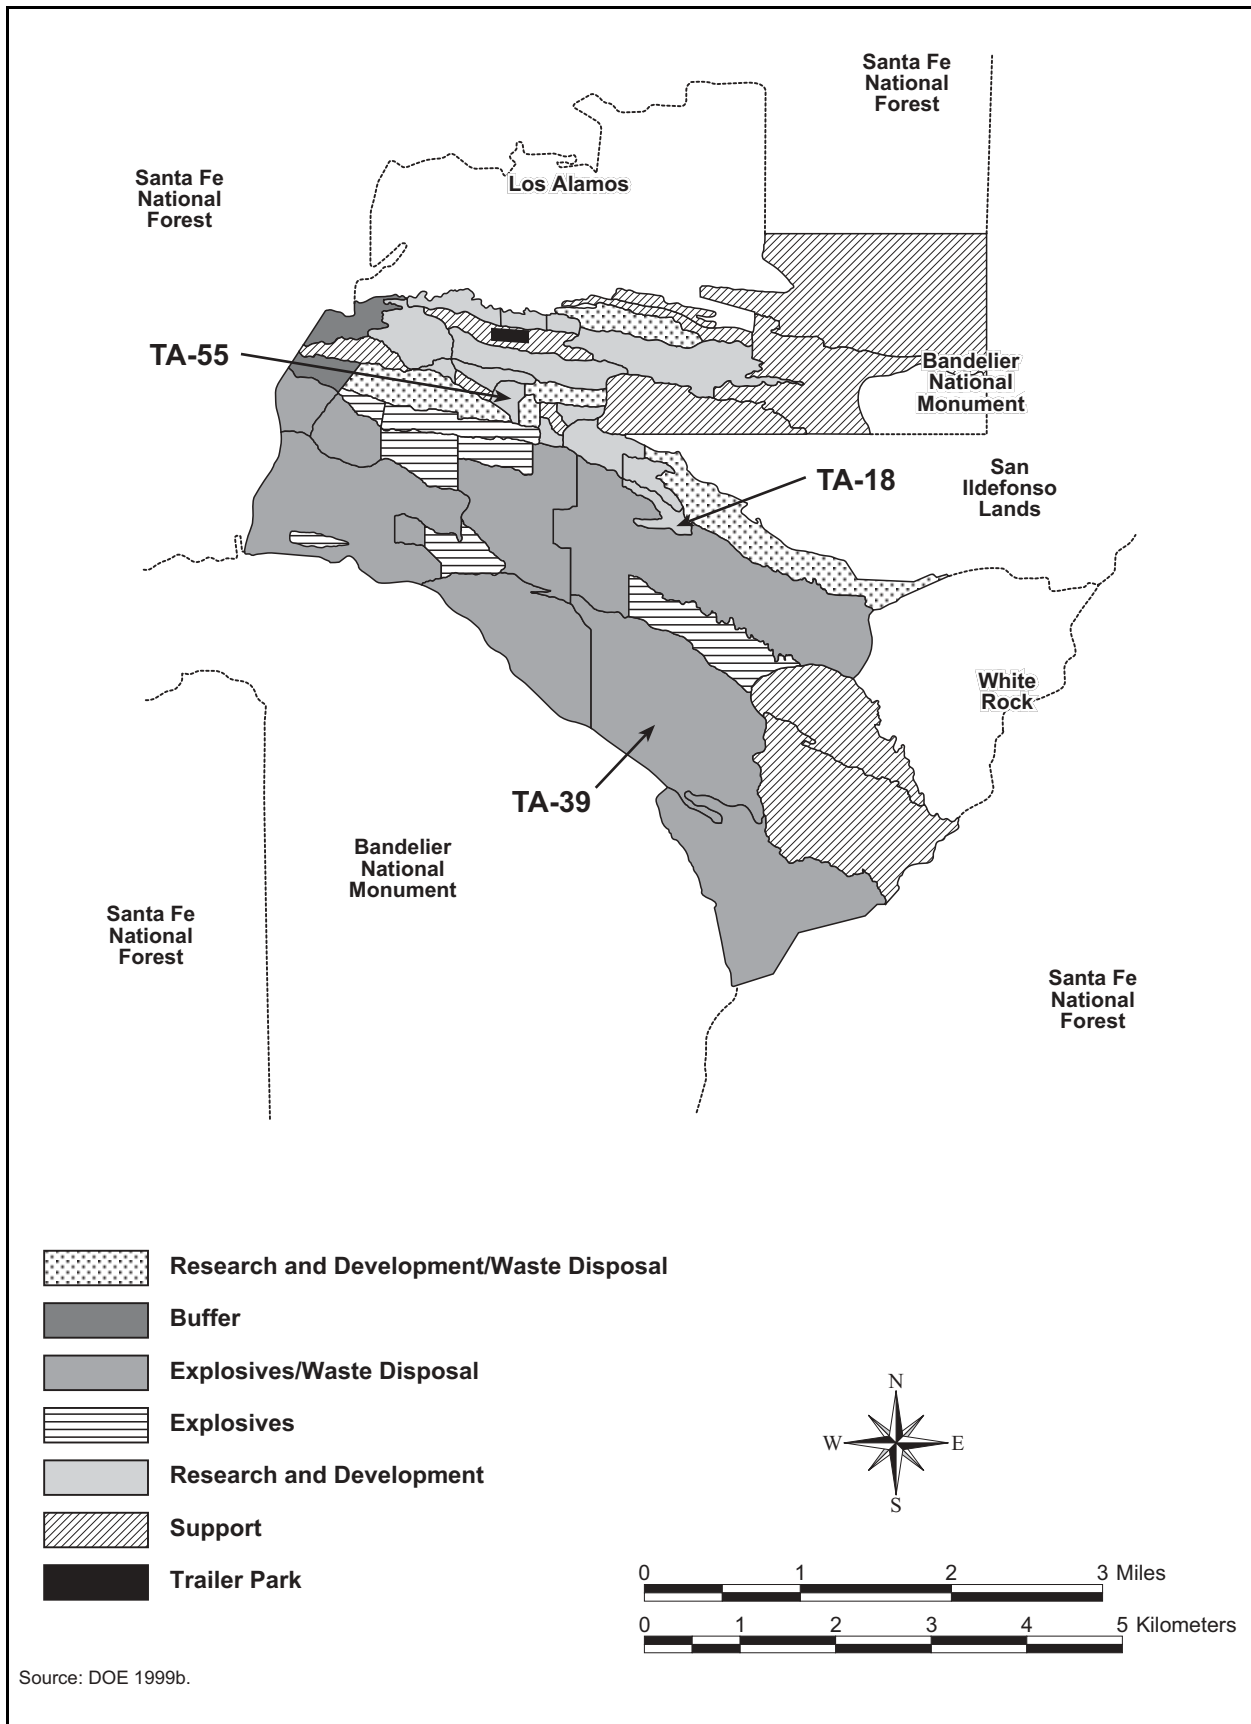 Santa Fe
National
Forest
Santa Fe
National
Forest
Los Alamos
TA-55
Bandelier
National
Monument
TA-18
San
Ildefonso
Lands
White
Rock
TA-39
Bandelier
National
Monument
Santa Fe
National
Forest
Santa Fe
National
Forest
Research and Development/Waste Disposal
Buffer
Explosives/Waste Disposal
Explosives
Research and Development
Support
Trailer Park
N
W E
S
0 1 2 3 Miles
0 1 2 3 4 5 Kilometers
Source: DOE 1999b.